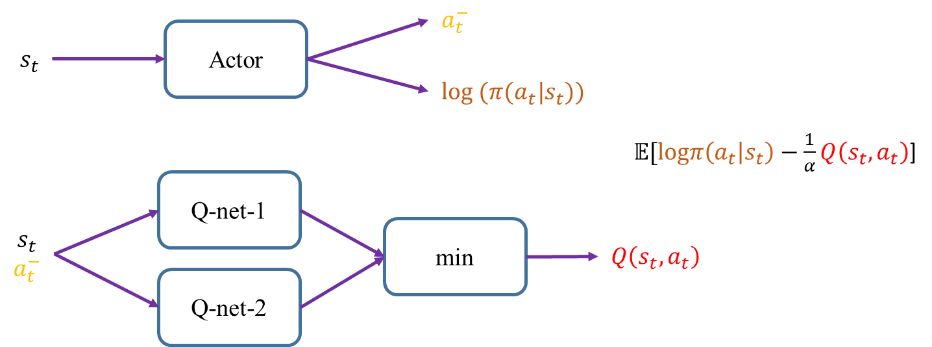 s_t
Actor
a_t^-
log (π(a_t|s_t))
𝔼[logπ(a_t|s_t) − 1/α Q(s_t, a_t)]
s_t
a_t^-
Q-net-1
Q-net-2
min
Q(s_t, a_t)